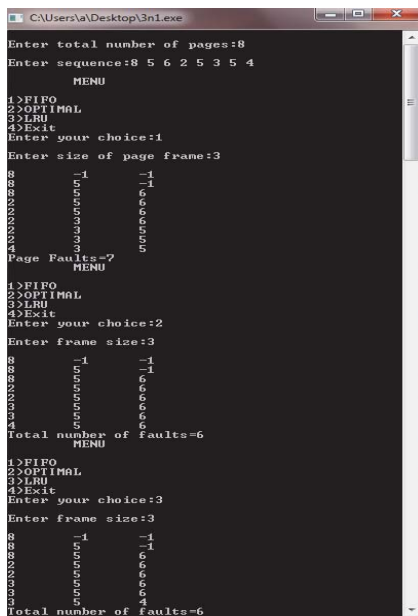 C:\Users\a\Desktop\3n1.exe
Enter total number of pages:8
Enter sequence:8 5 6 2 5 3 5 4
MENU
1>FIFO
2>OPTIMAL
3>LRU
4>Exit
Enter your choice:1
Enter size of page frame:3
8 -1 -1
8 5 -1
8 5 6
2 5 6
2 5 6
2 3 6
2 3 5
4 3 5
Page Faults=7
MENU
1>FIFO
2>OPTIMAL
3>LRU
4>Exit
Enter your choice:2
Enter frame size:3
8 -1 -1
8 5 -1
8 5 6
2 5 6
2 5 6
3 5 6
3 5 6
4 5 6
Total number of faults=6
MENU
1>FIFO
2>OPTIMAL
3>LRU
4>Exit
Enter your choice:3
Enter frame size:3
8 -1 -1
8 5 -1
8 5 6
2 5 6
2 5 6
3 5 6
3 5 6
3 5 4
Total number of faults=6